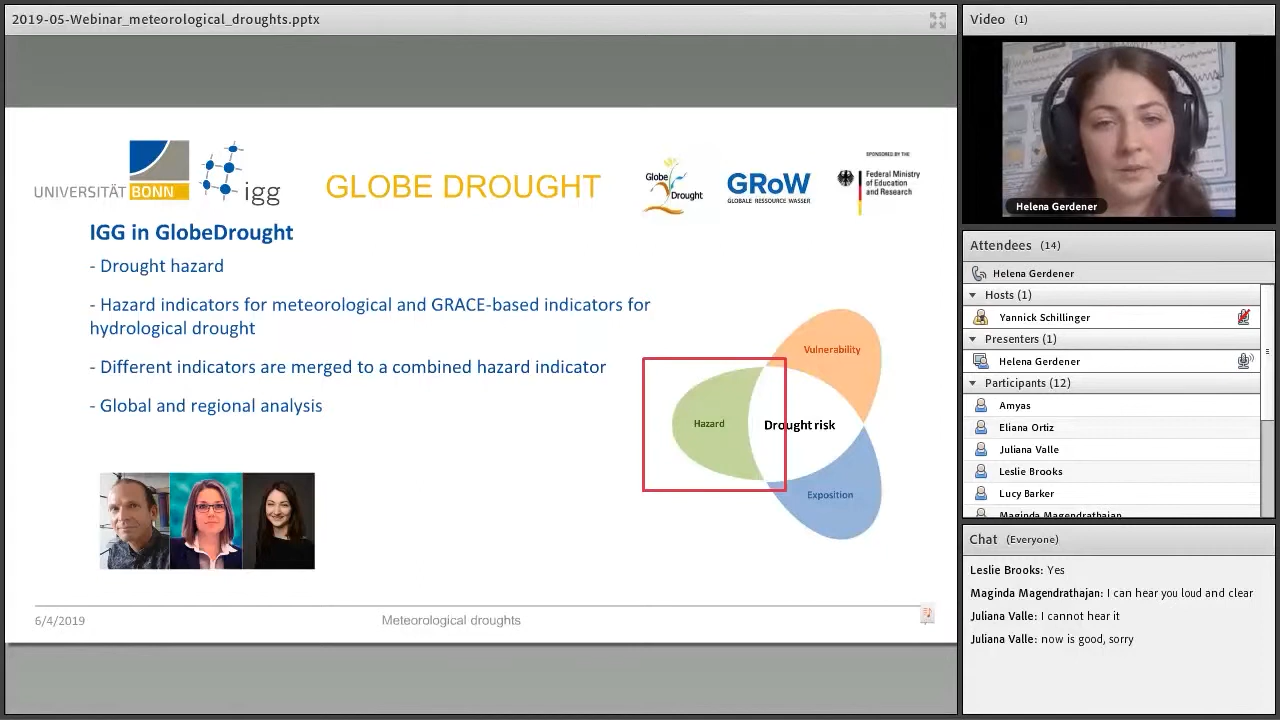 2019-05-Webinar_meteorological_droughts.pptx
UNIVERSITÄT BONN
igg
GLOBE DROUGHT
Globe
Drought
GRoW
GLOBALE RESSOURCE WASSER
SPONSORED BY THE
Federal Ministry
of Education
and Research
IGG in GlobeDrought
- Drought hazard
- Hazard indicators for meteorological and GRACE-based indicators for
hydrological drought
- Different indicators are merged to a combined hazard indicator
- Global and regional analysis
Vulnerability
Hazard
Drought risk
Exposition
6/4/2019
Meteorological droughts
Video (1)
Helena Gerdener
Attendees (14)
Helena Gerdener
Hosts (1)
Yannick Schillinger
Presenters (1)
Helena Gerdener
Participants (12)
Amyas
Eliana Ortiz
Juliana Valle
Leslie Brooks
Lucy Barker
Maginda Magendrathajan
Chat (Everyone)
Leslie Brooks: Yes
Maginda Magendrathajan: I can hear you loud and clear
Juliana Valle: I cannot hear it
Juliana Valle: now is good, sorry